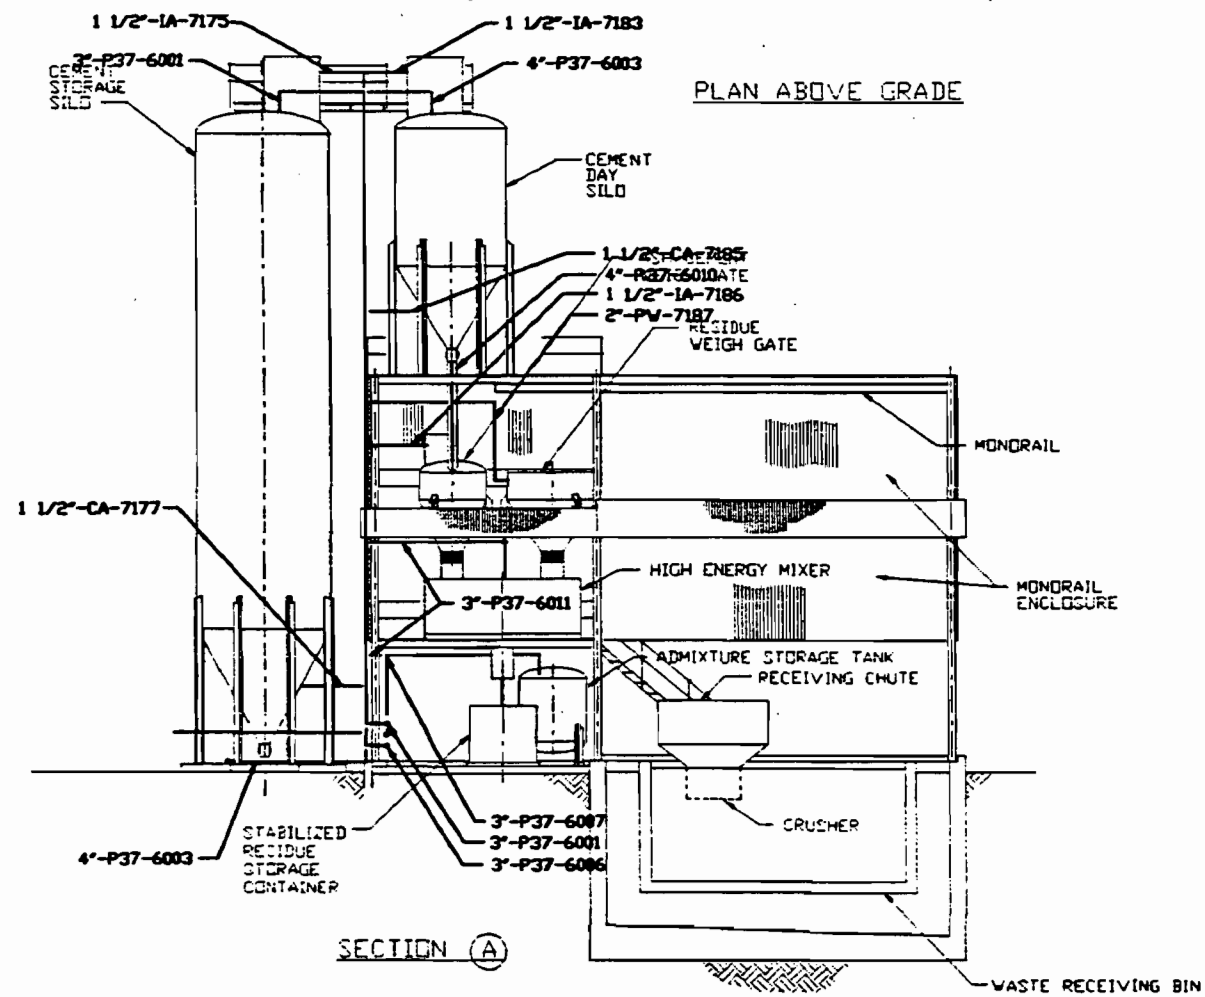 1 1/2"-IA-7175
1 1/2"-IA-7183
3"-P37-6001
4"-P37-6003
CEMENT
STORAGE
SILO
PLAN ABOVE GRADE
CEMENT
DAY
SILO
1 1/2"-CA-7185
4"-P37-6010
1 1/2"-IA-7186
2"-PW-7187
RESIDUE
WEIGH GATE
MONORAIL
1 1/2"-CA-7177
HIGH ENERGY MIXER
MONORAIL
ENCLOSURE
3"-P37-6011
ADMIXTURE STORAGE TANK
RECEIVING CHUTE
3"-P37-6007
CRUSHER
STABILIZED
RESIDUE
STORAGE
CONTAINER
3"-P37-6001
4"-P37-6003
3"-P37-6006
SECTION A
WASTE RECEIVING BIN